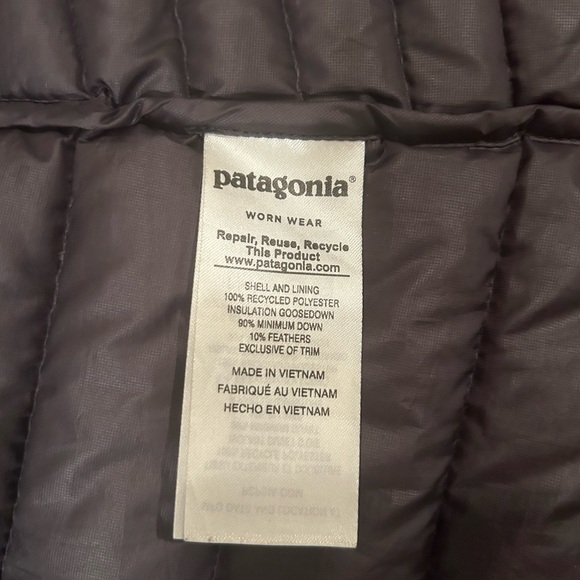 patagonia®
WORN WEAR
Repair, Reuse, Recycle
This Product
www.patagonia.com
SHELL AND LINING
100% RECYCLED POLYESTER
INSULATION GOOSEDOWN
90% MINIMUM DOWN
10% FEATHERS
EXCLUSIVE OF TRIM
MADE IN VIETNAM
FABRIQUÉ AU VIETNAM
HECHO EN VIETNAM